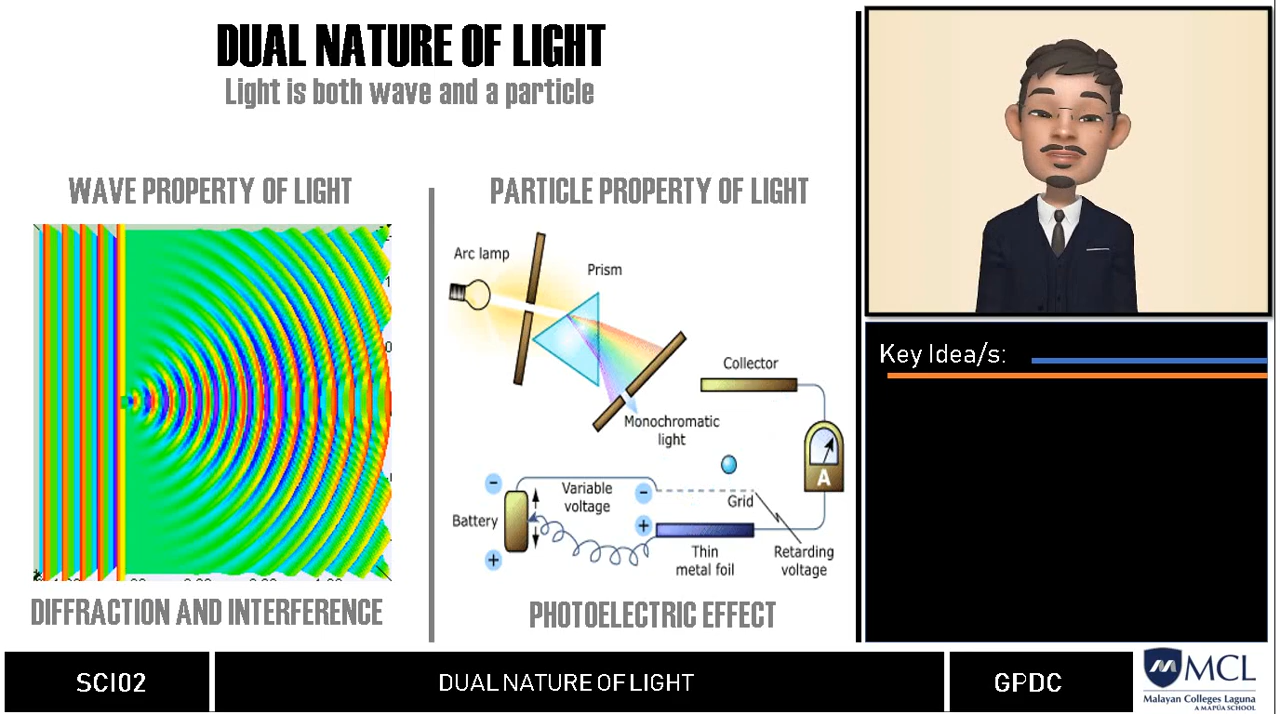 DUAL NATURE OF LIGHT
Light is both wave and a particle
WAVE PROPERTY OF LIGHT
DIFFRACTION AND INTERFERENCE
PARTICLE PROPERTY OF LIGHT
Arc lamp
Prism
Collector
Monochromatic
light
A
Variable
voltage
Grid
Battery
Thin
metal foil
Retarding
voltage
PHOTOELECTRIC EFFECT
Key Idea/s:
SCI02
DUAL NATURE OF LIGHT
GPDC
MCL
Malayan Colleges Laguna
A MAPÚA SCHOOL